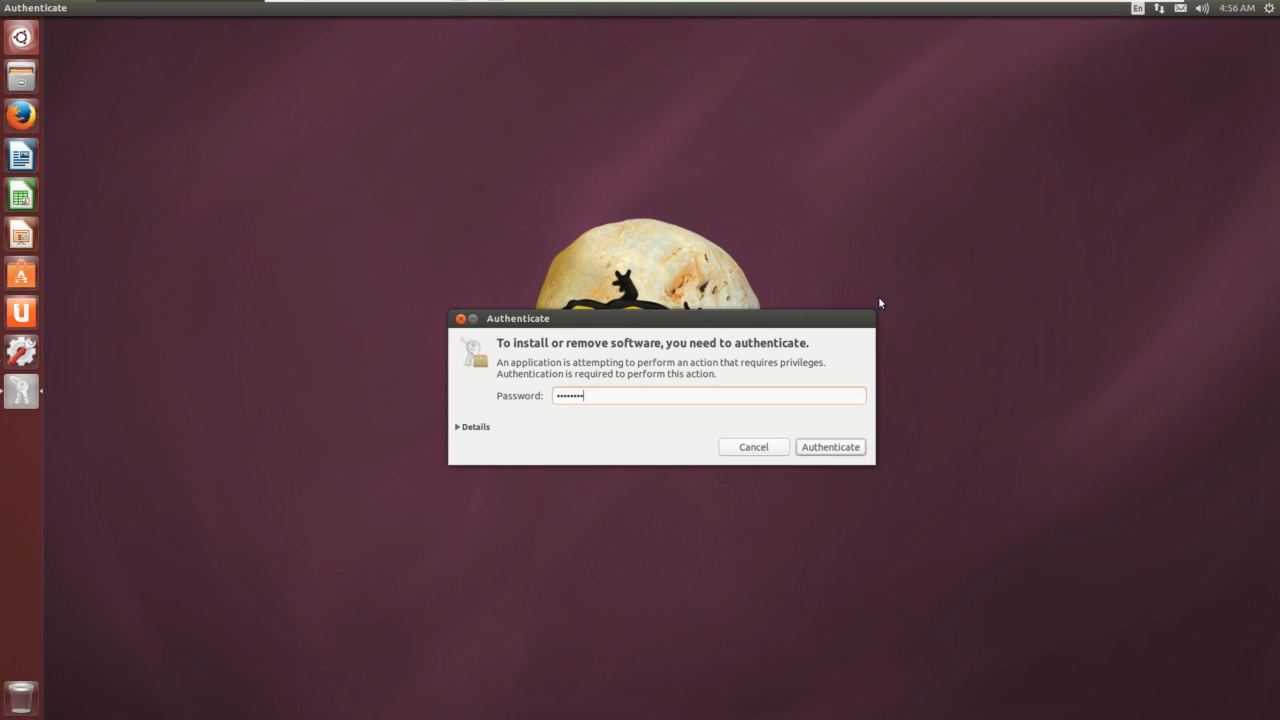 Authenticate
En
4:56 AM
Authenticate
To install or remove software, you need to authenticate.
An application is attempting to perform an action that requires privileges.
Authentication is required to perform this action.
Password: ••••••••
Details
Cancel Authenticate